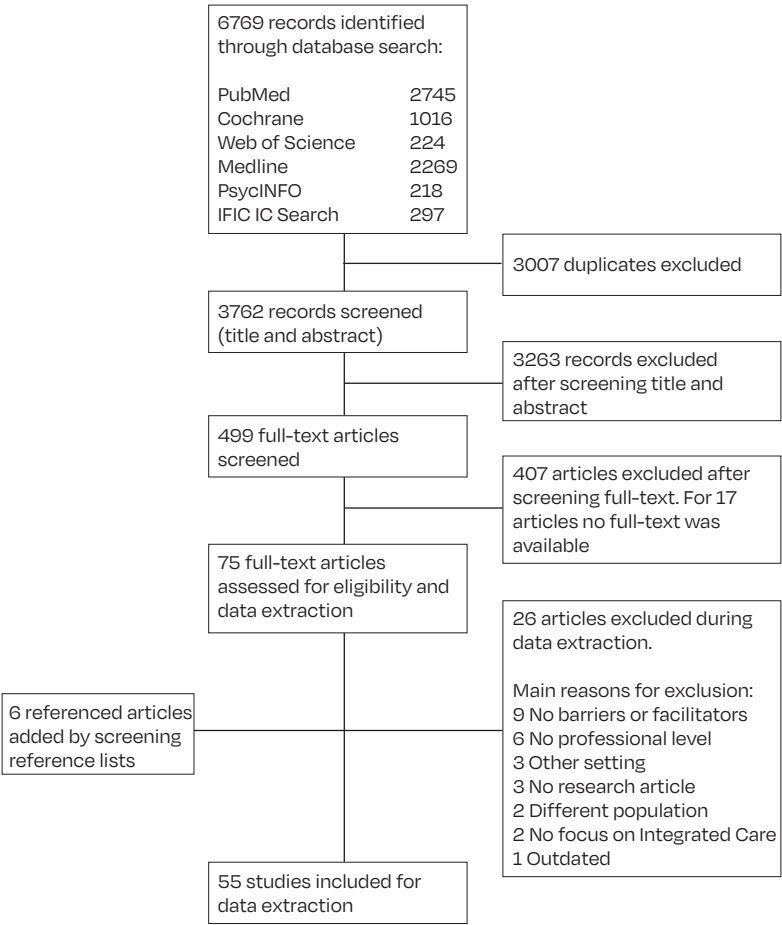 6769 records identified
through database search:
PubMed 2745
Cochrane 1016
Web of Science 224
Medline 2269
PsycINFO 218
IFIC IC Search 297
3007 duplicates excluded
3762 records screened
(title and abstract)
3263 records excluded
after screening title and
abstract
499 full-text articles
screened
407 articles excluded after
screening full-text. For 17
articles no full-text was
available
75 full-text articles
assessed for eligibility and
data extraction
26 articles excluded during
data extraction.
Main reasons for exclusion:
9 No barriers or facilitators
6 No professional level
3 Other setting
3 No research article
2 Different population
2 No focus on Integrated Care
1 Outdated
6 referenced articles
added by screening
reference lists
55 studies included for
data extraction